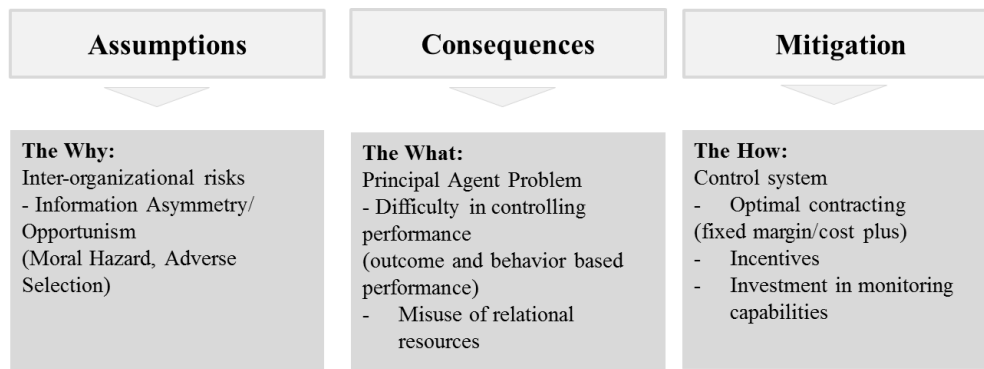 Assumptions
The Why:
Inter-organizational risks
- Information Asymmetry/
Opportunism
(Moral Hazard, Adverse
Selection)
Consequences
The What:
Principal Agent Problem
- Difficulty in controlling
performance
(outcome and behavior based
performance)
- Misuse of relational
resources
Mitigation
The How:
Control system
- Optimal contracting
(fixed margin/cost plus)
- Incentives
- Investment in monitoring
capabilities